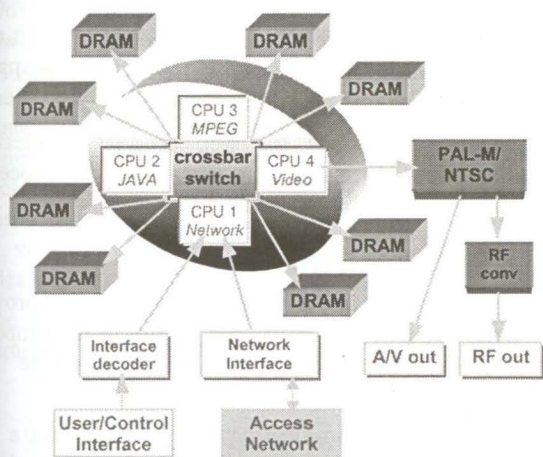 DRAM
DRAM
DRAM
DRAM
CPU 3
MPEG
CPU 2
JAVA
crossbar
switch
CPU 4
Video
PAL-M/
NTSC
CPU 1
Network
DRAM
DRAM
DRAM
DRAM
RF
conv
Interface
decoder
Network
Interface
A/V out
RF out
User/Control
Interface
Access
Network